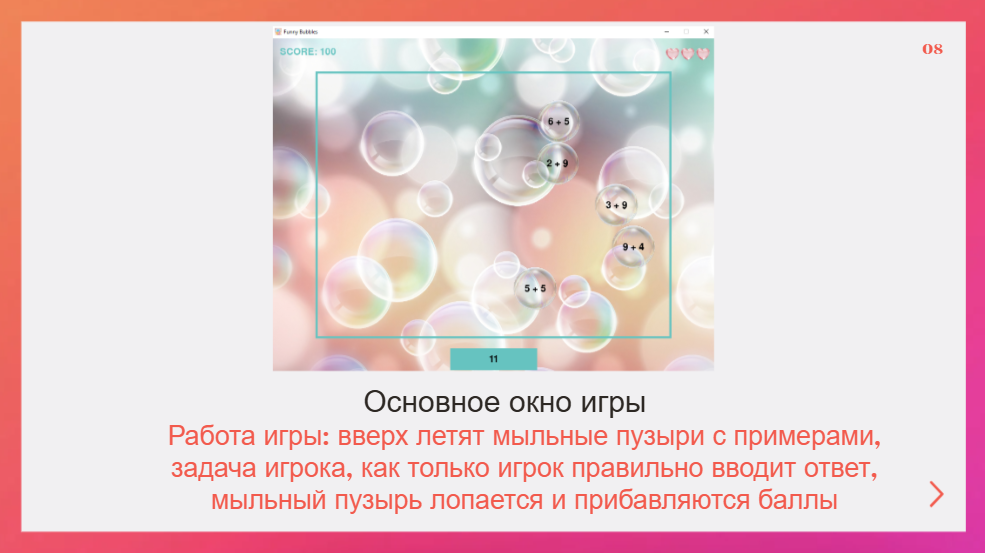 Funny Bubbles
SCORE: 100
08
6 + 5
2 + 9
3 + 9
9 + 4
5 + 5
11
Основное окно игры
Работа игры: вверх летят мыльные пузыри с примерами,
задача игрока, как только игрок правильно вводит ответ,
мыльный пузырь лопается и прибавляются баллы